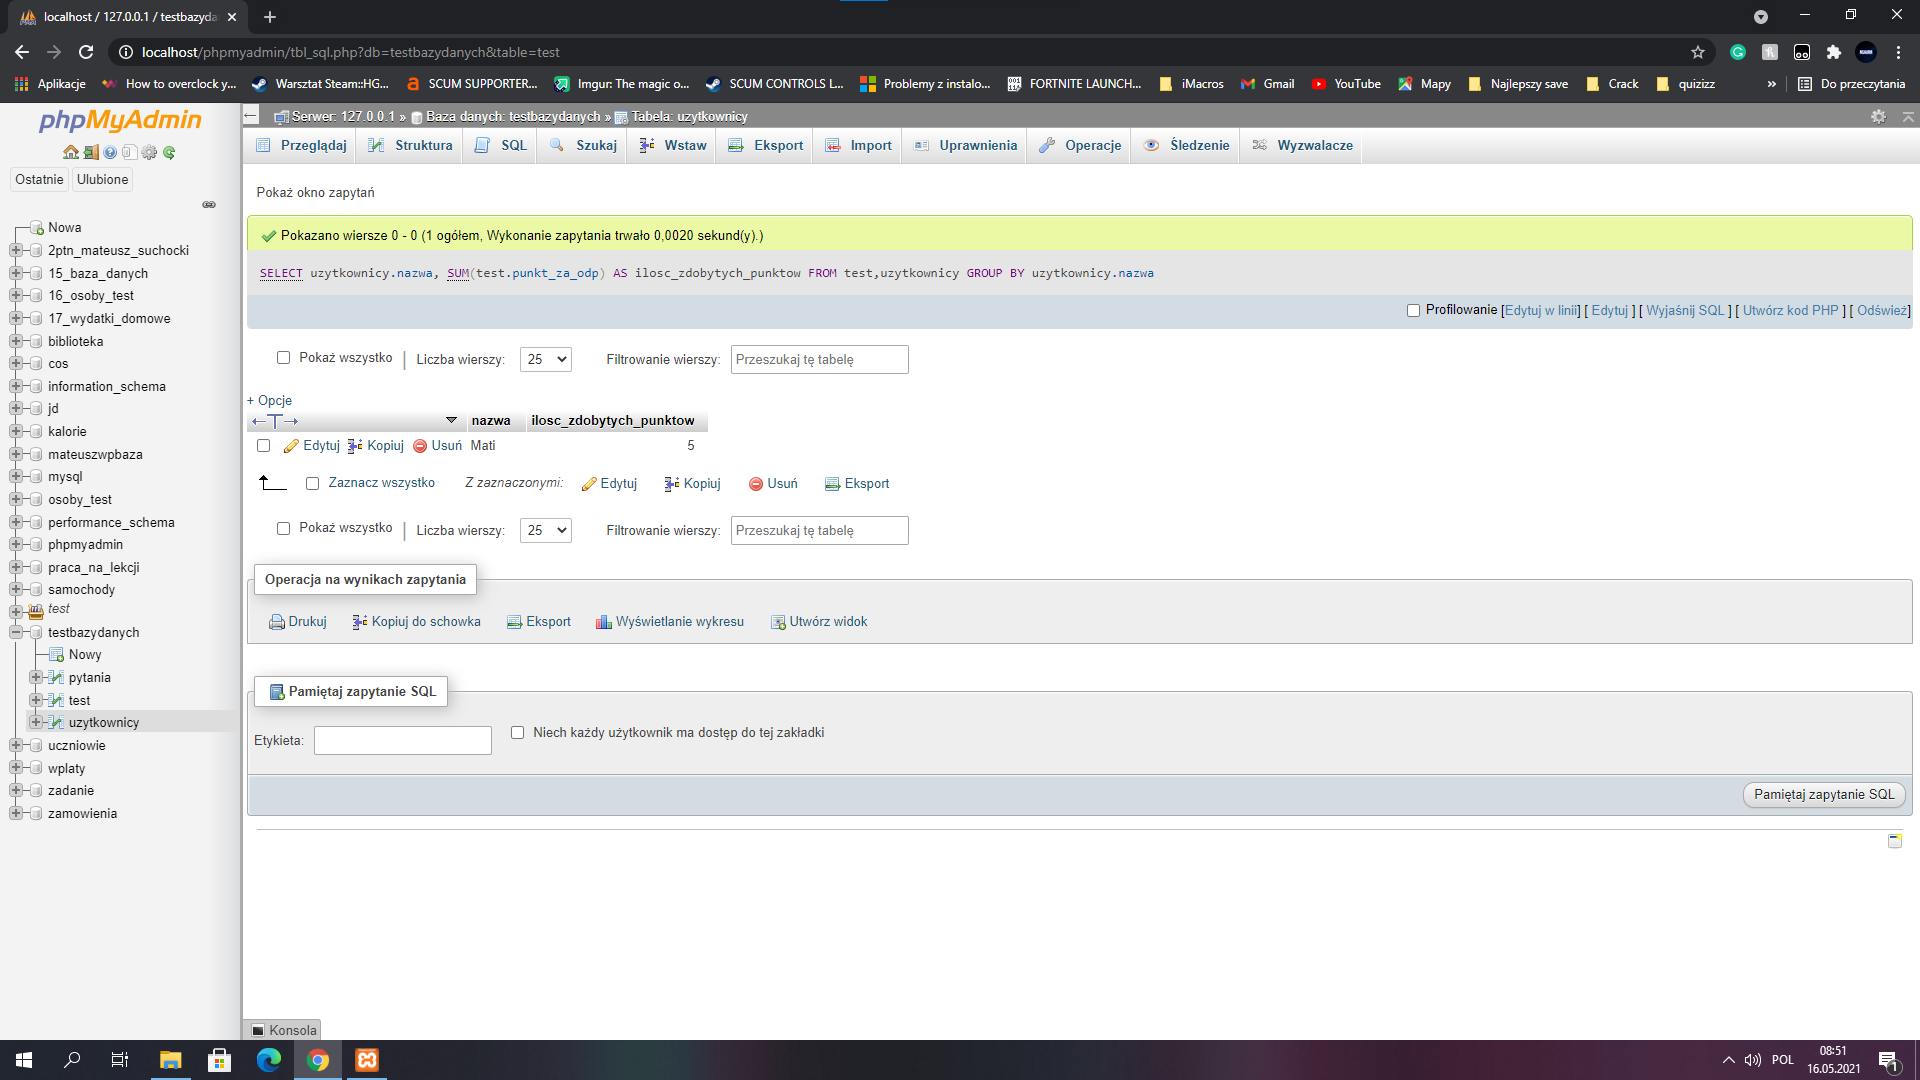 localhost / 127.0.0.1 / testbazyda
localhost/phpmyadmin/tbl_sql.php?db=testbazydanych&table=test
Aplikacje
How to overclock y...
Warsztat Steam::HG...
SCUM SUPPORTER...
Imgur: The magic o...
SCUM CONTROLS L...
Problemy z instalo...
FORTNITE LAUNCH...
iMacros
Gmail
YouTube
Mapy
Najlepszy save
Crack
quizizz
»
Do przeczytania
phpMyAdmin
Ostatnie
Ulubione
Nowa
2ptn_mateusz_suchocki
15_baza_danych
16_osoby_test
17_wydatki_domowe
biblioteka
cos
information_schema
jd
kalorie
mateuszwpbaza
mysql
osoby_test
performance_schema
phpmyadmin
praca_na_lekcji
samochody
test
testbazydanych
Nowy
pytania
test
uzytkownicy
uczniowie
wplaty
zadanie
zamowienia
Serwer: 127.0.0.1 » Baza danych: testbazydanych » Tabela: uzytkownicy
Przeglądaj
Struktura
SQL
Szukaj
Wstaw
Eksport
Import
Uprawnienia
Operacje
Śledzenie
Wyzwalacze
Pokaż okno zapytań
Pokazano wiersze 0 - 0 (1 ogółem, Wykonanie zapytania trwało 0,0020 sekund(y).)
SELECT uzytkownicy.nazwa, SUM(test.punkt_za_odp) AS ilosc_zdobytych_punktow FROM test,uzytkownicy GROUP BY uzytkownicy.nazwa
Profilowanie [Edytuj w linii] [ Edytuj ] [ Wyjaśnij SQL ] [ Utwórz kod PHP ] [ Odśwież]
Pokaż wszystko | Liczba wierszy: 25 Filtrowanie wierszy: Przeszukaj tę tabelę
+ Opcje
←T→ nazwa ilosc_zdobytych_punktow
Edytuj Kopiuj Usuń Mati 5
Zaznacz wszystko Z zaznaczonymi: Edytuj Kopiuj Usuń Eksport
Pokaż wszystko | Liczba wierszy: 25 Filtrowanie wierszy: Przeszukaj tę tabelę
Operacja na wynikach zapytania
Drukuj Kopiuj do schowka Eksport Wyświetlanie wykresu Utwórz widok
Pamiętaj zapytanie SQL
Etykieta: Niech każdy użytkownik ma dostęp do tej zakładki
Pamiętaj zapytanie SQL
Konsola
POL
08:51
16.05.2021
1